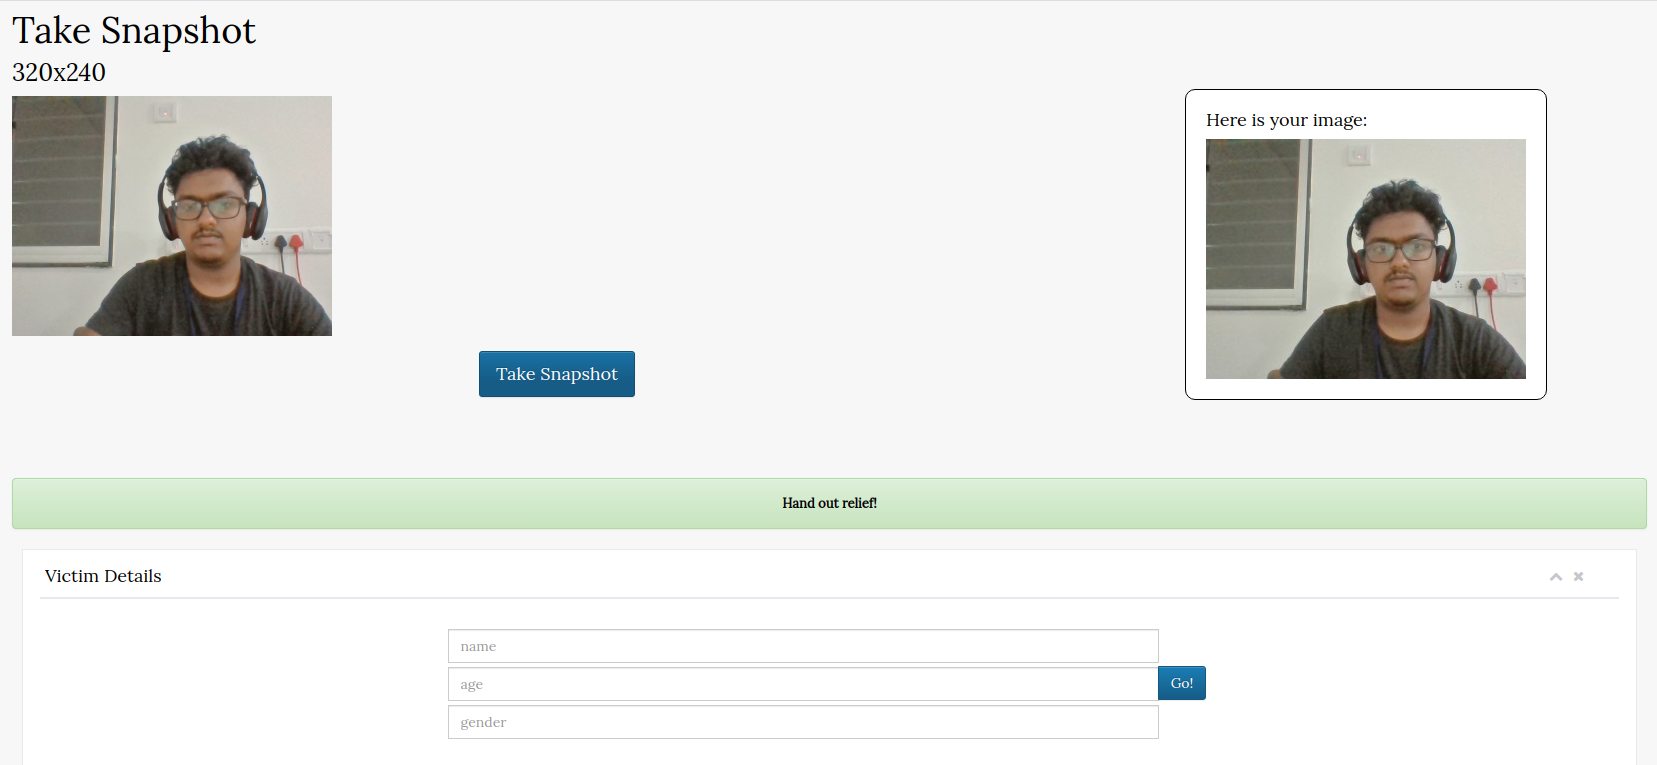 Take Snapshot
320x240
Here is your image:
Take Snapshot
Hand out relief!
Victim Details
name
age
Go!
gender